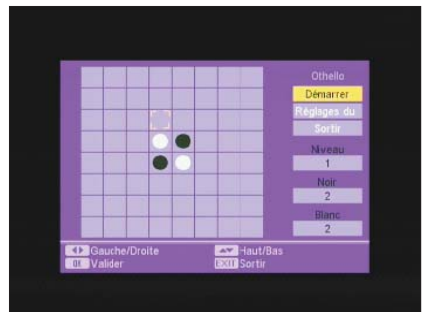 Othello
Démarrer
Réglages du
Sortir
Niveau
1
Noir
2
Blanc
2
Gauche/Droite
Haut/Bas
OK Valider
EXIT Sortir